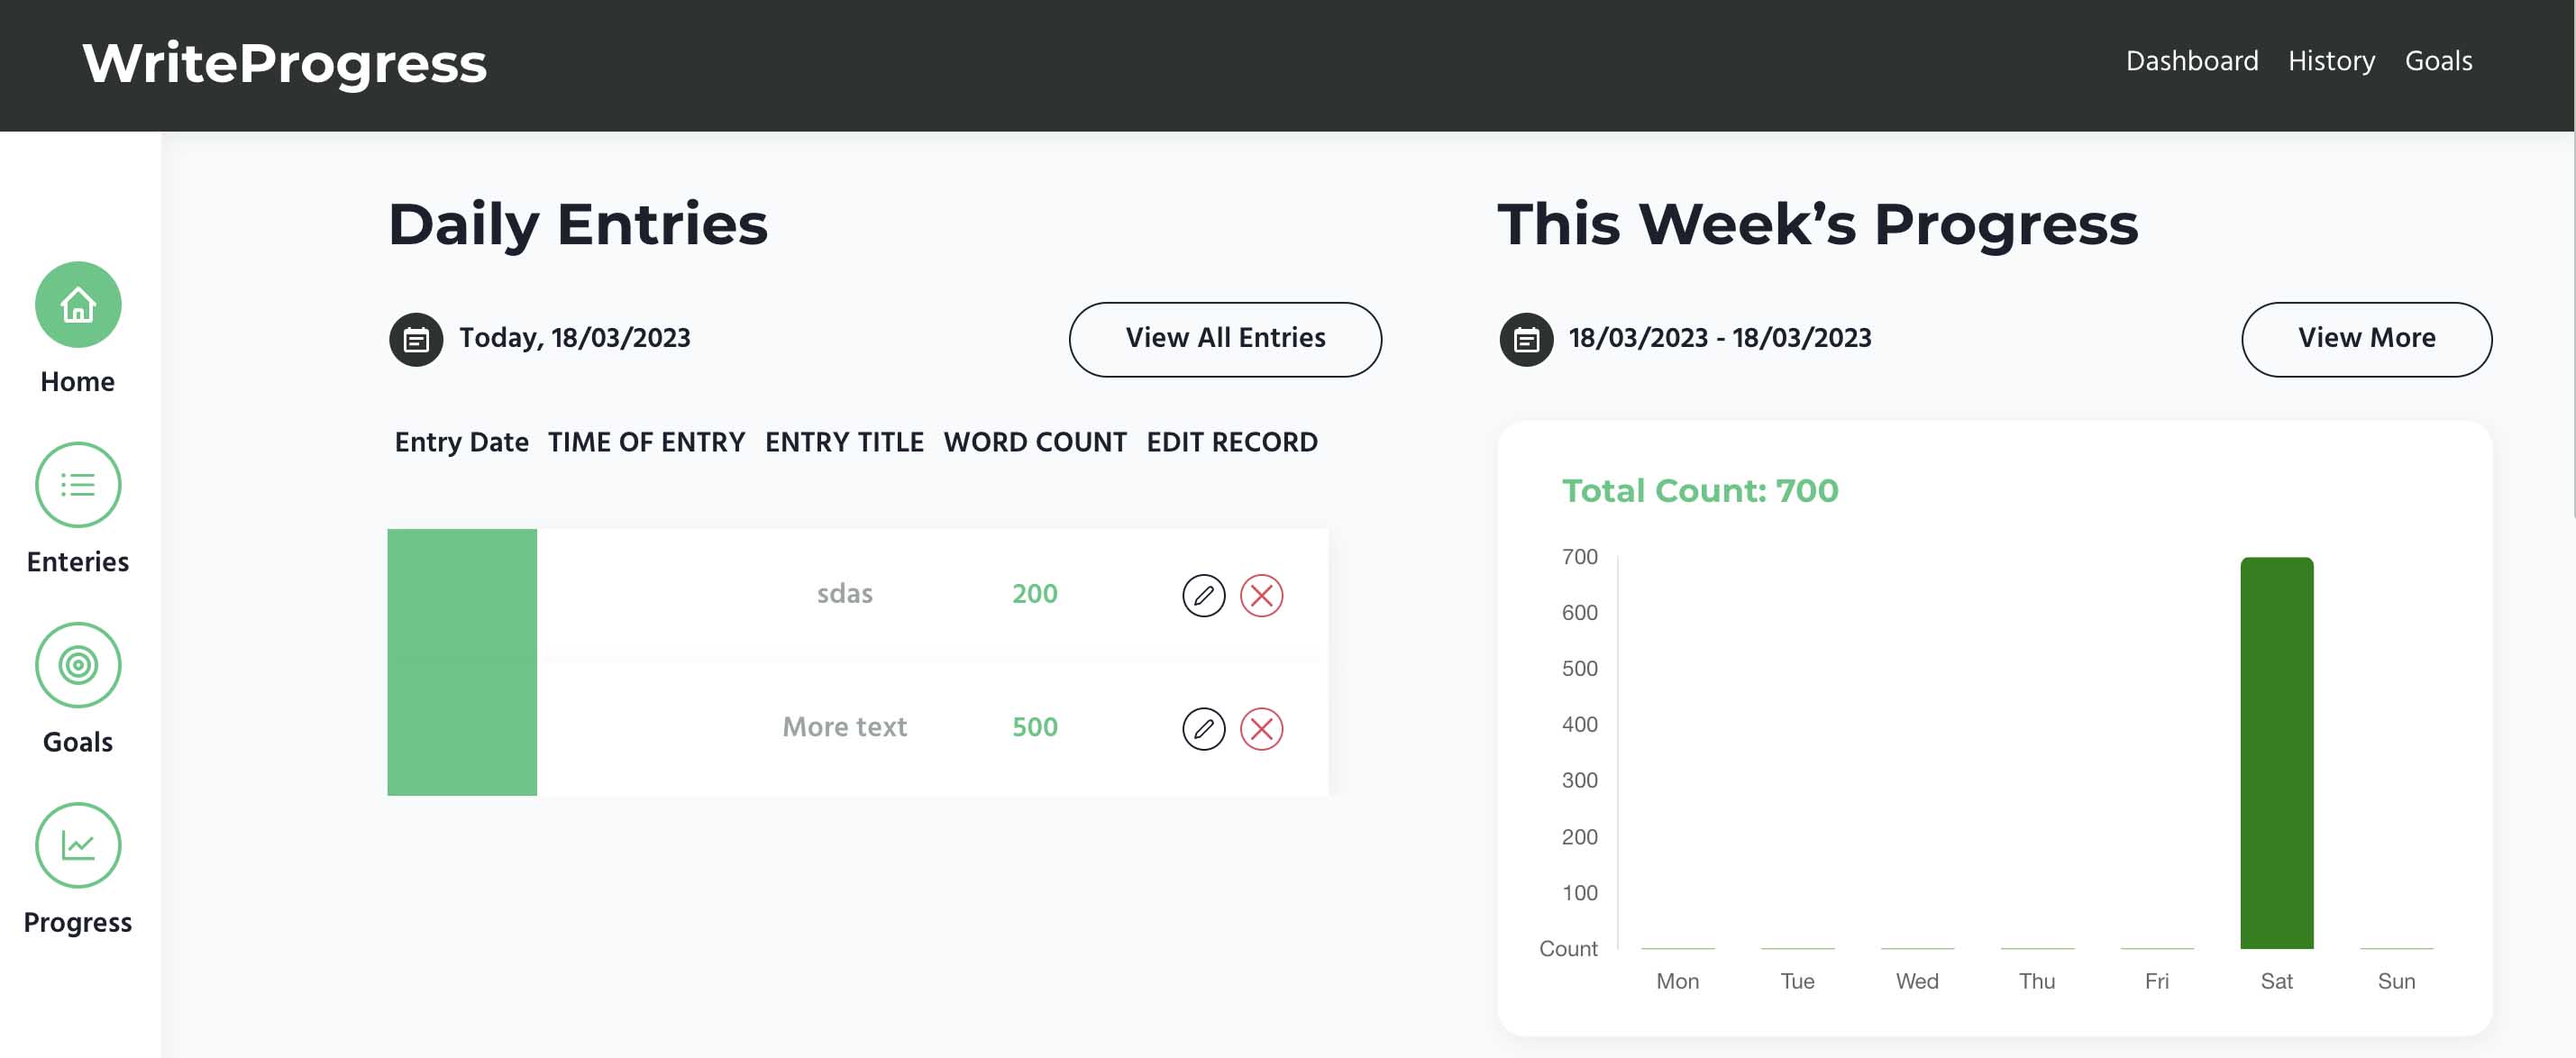 WriteProgress
Dashboard History Goals
Home
Enteries
Goals
Progress
Daily Entries
Today, 18/03/2023
View All Entries
Entry Date TIME OF ENTRY ENTRY TITLE WORD COUNT EDIT RECORD
sdas 200
More text 500
This Week’s Progress
18/03/2023 - 18/03/2023
View More
Total Count: 700
700
600
500
400
300
200
100
Count
Mon Tue Wed Thu Fri Sat Sun